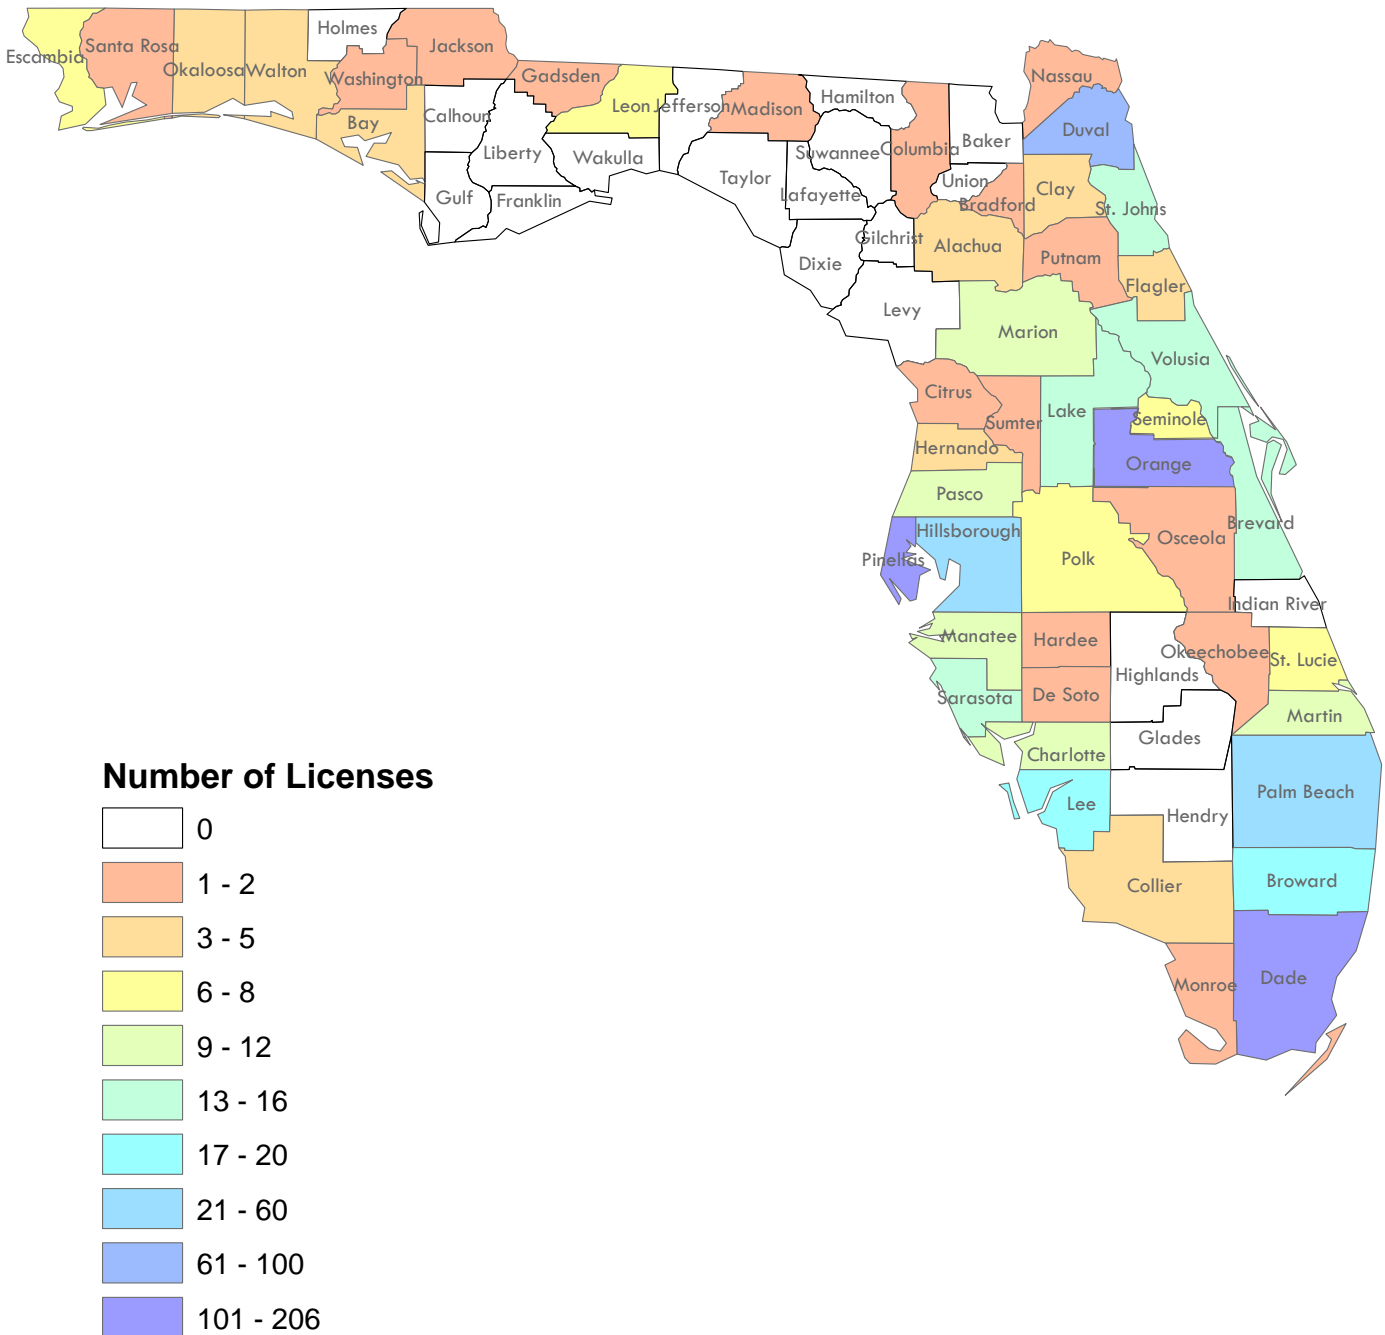 Holmes
Santa Rosa
Jackson
Escambia
Okaloosa
Walton
Washington
Gadsden
Leon
Jefferson
Madison
Hamilton
Nassau
Calhoun
Bay
Duval
Liberty
Wakulla
Suwannee
Columbia
Baker
Taylor
Lafayette
Union
Bradford
Clay
St. Johns
Gulf
Franklin
Gilchrist
Alachua
Dixie
Putnam
Flagler
Levy
Marion
Volusia
Citrus
Sumter
Lake
Seminole
Hernando
Orange
Pasco
Brevard
Hillsborough
Osceola
Pinellas
Polk
Indian River
Manatee
Hardee
Okeechobee
St. Lucie
Highlands
Sarasota
De Soto
Martin
Glades
Charlotte
Palm Beach
Lee
Hendry
Broward
Collier
Dade
Monroe
Number of Licenses
0
1 - 2
3 - 5
6 - 8
9 - 12
13 - 16
17 - 20
21 - 60
61 - 100
101 - 206